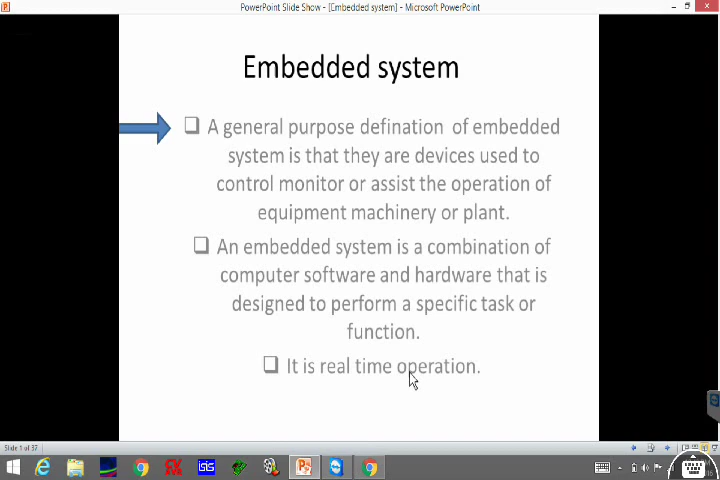 PowerPoint Slide Show - [Embedded system] - Microsoft PowerPoint
Embedded system
A general purpose defination of embedded
system is that they are devices used to
control monitor or assist the operation of
equipment machinery or plant.
An embedded system is a combination of
computer software and hardware that is
designed to perform a specific task or
function.
It is real time operation.
Slide 1 of 37
ISIS